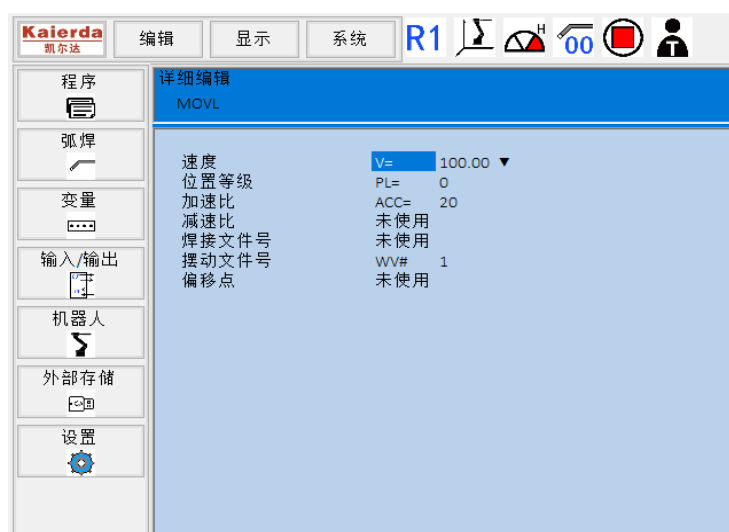 Kaierda
凯尔达
编辑
显示
系统
R1
H
00
T
程序
弧焊
变量
输入/输出
机器人
外部存储
设置
详细编辑
MOVL
速度 V= 100.00 ▼
位置等级 PL= 0
加速比 ACC= 20
减速比 未使用
焊接文件号 未使用
摆动文件号 WV# 1
偏移点 未使用